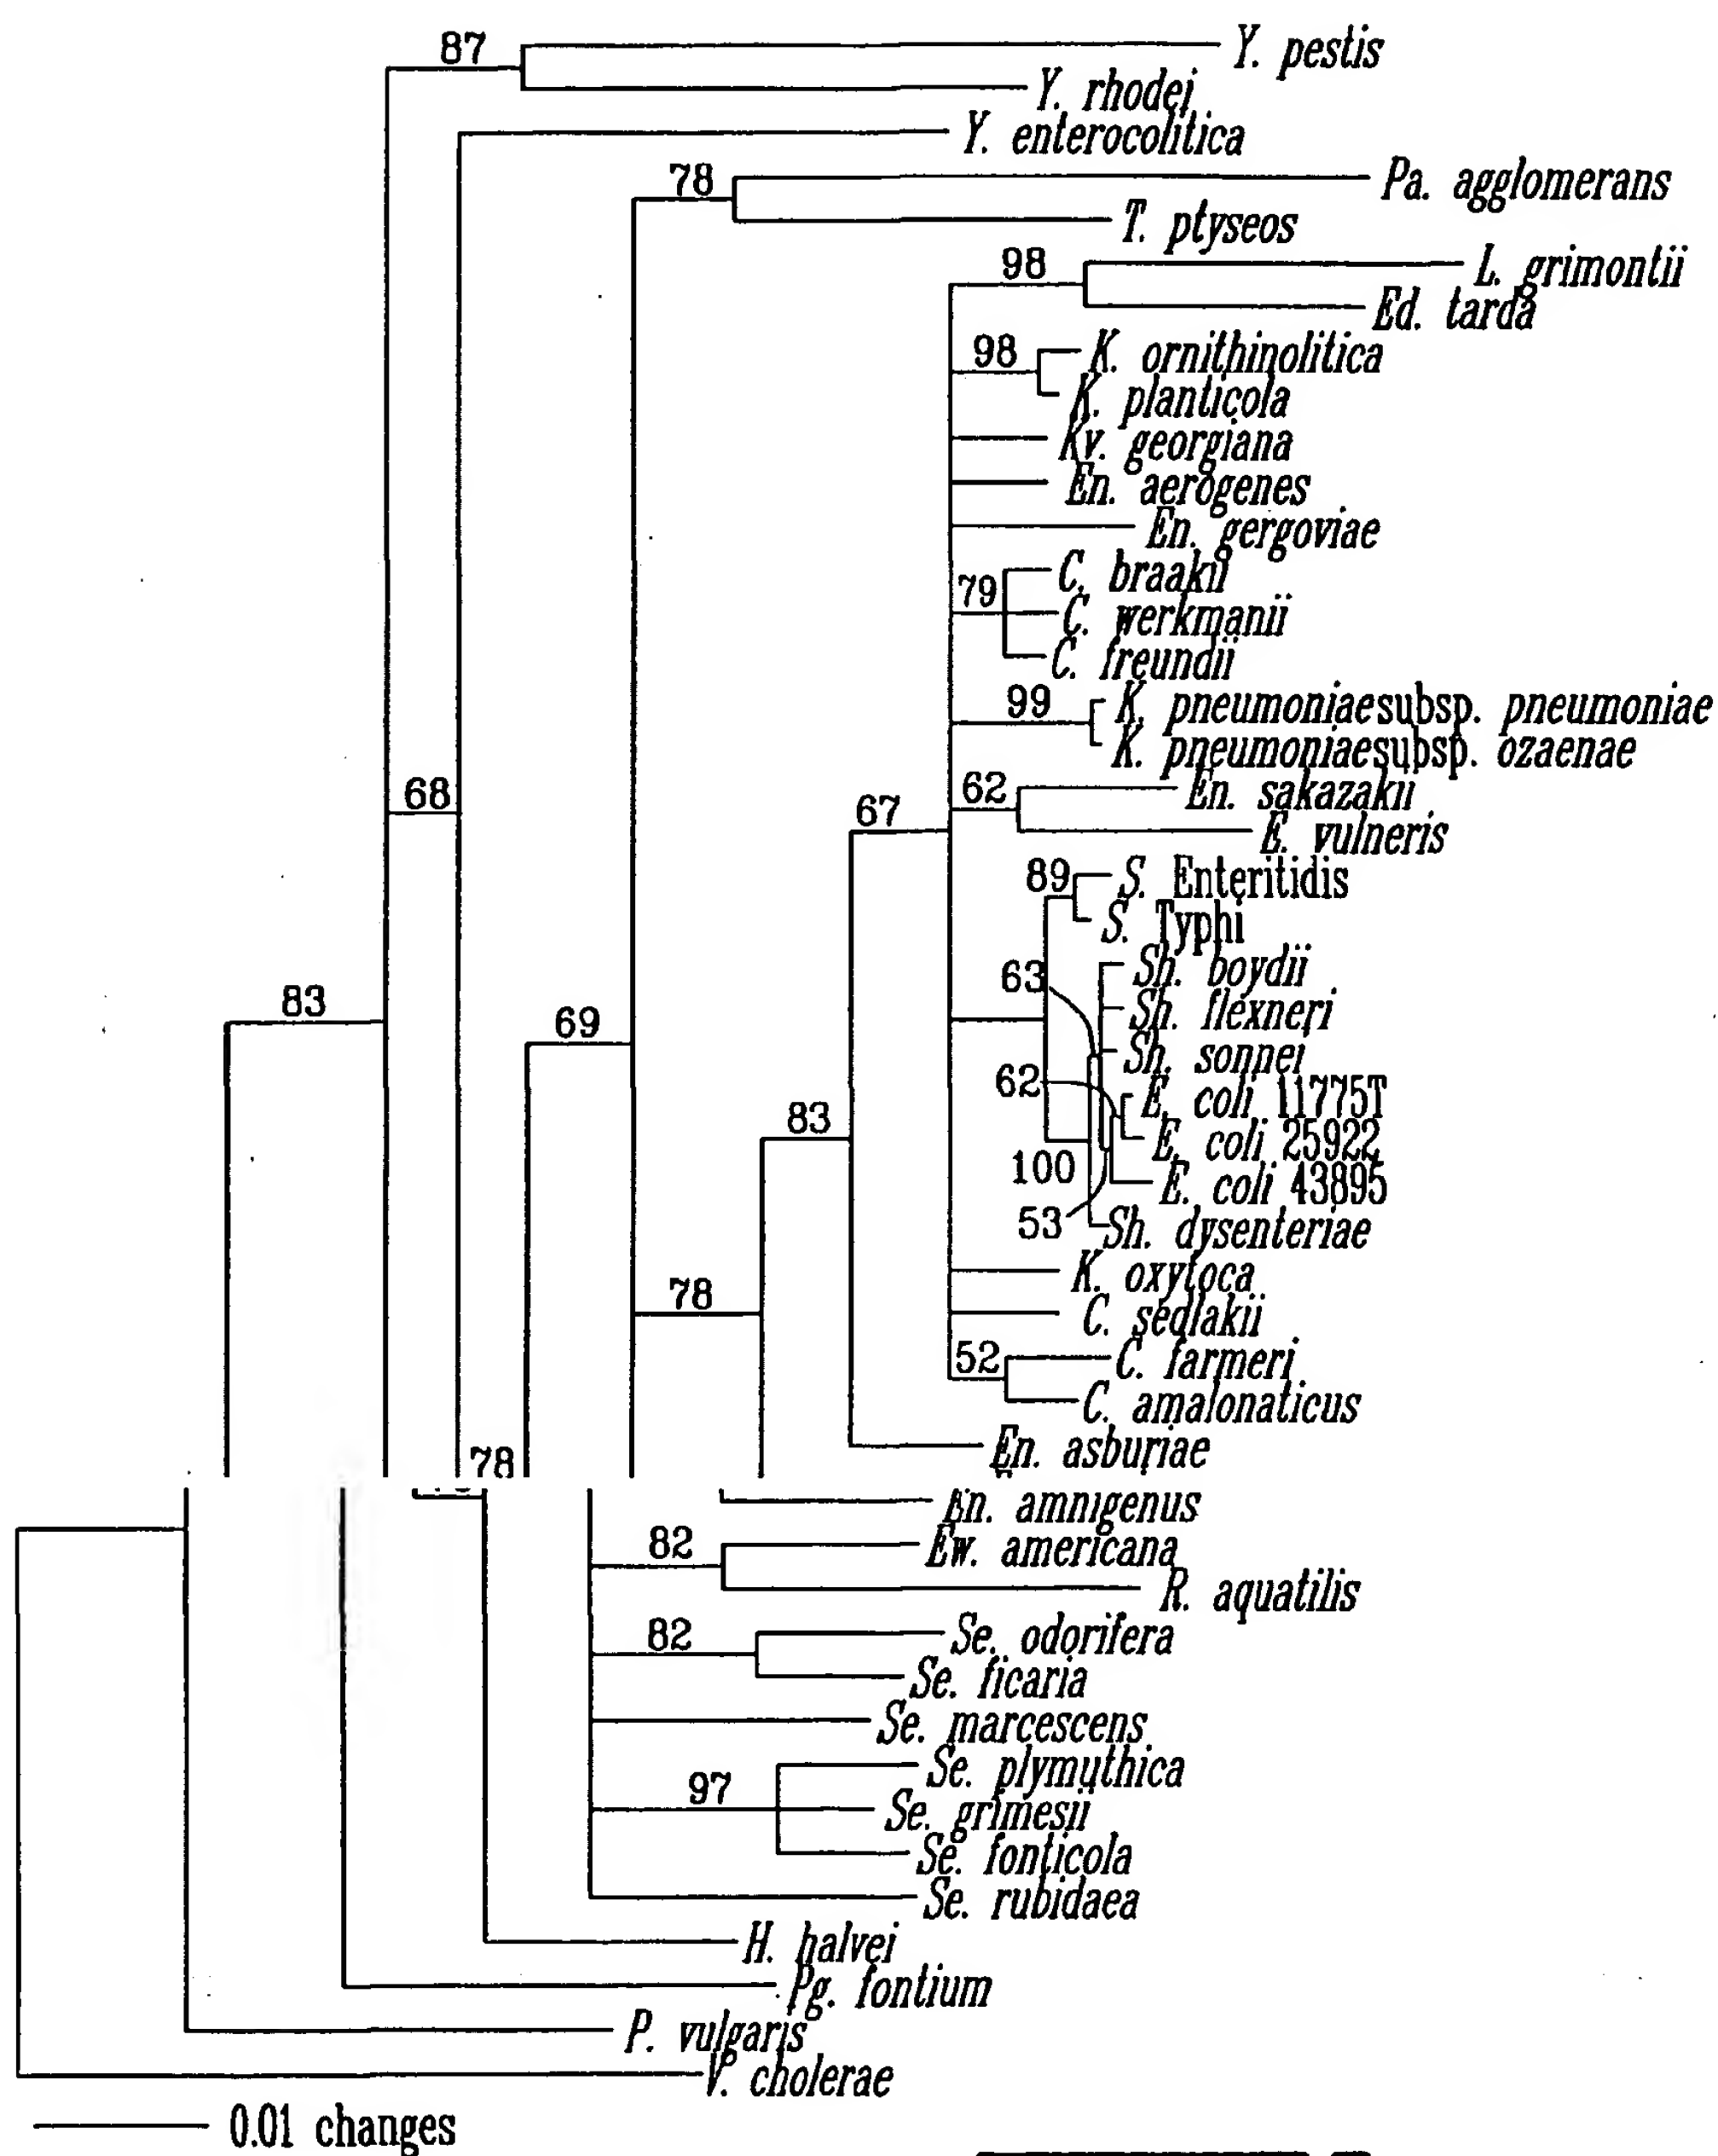 87
Y. pestis
Y. rhodei
Y. enterocolitica
78
Pa. agglomerans
T. ptyseos
98
L. grimontii
Ed. tarda
98
K. ornithinolitica
K. planticola
Kv. georgiana
En. aerogenes
En. gergoviae
79
C. braakii
C. werkmanii
C. freundii
99
K. pneumoniae subsp. pneumoniae
K. pneumoniae subsp. ozaenae
68
67
62
En. sakazakii
E. vulneris
89
S. Enteritidis
S. Typhi
63
Sh. boydii
83
69
Sh. flexneri
Sh. sonnei
62
E. coli 11775T
83
E. coli 25922
100
E. coli 43895
53
Sh. dysenteriae
78
K. oxytoca
C. sedlakii
52
C. farmeri
C. amalonaticus
78
En. asburiae
En. amnigenus
82
Ew. americana
R. aquatilis
82
Se. odorifera
Se. ficaria
Se. marcescens
97
Se. plymuthica
Se. grimesii
Se. fonticola
Se. rubidaea
H. halvei
Pg. fontium
P. vulgaris
V. cholerae
0.01 changes